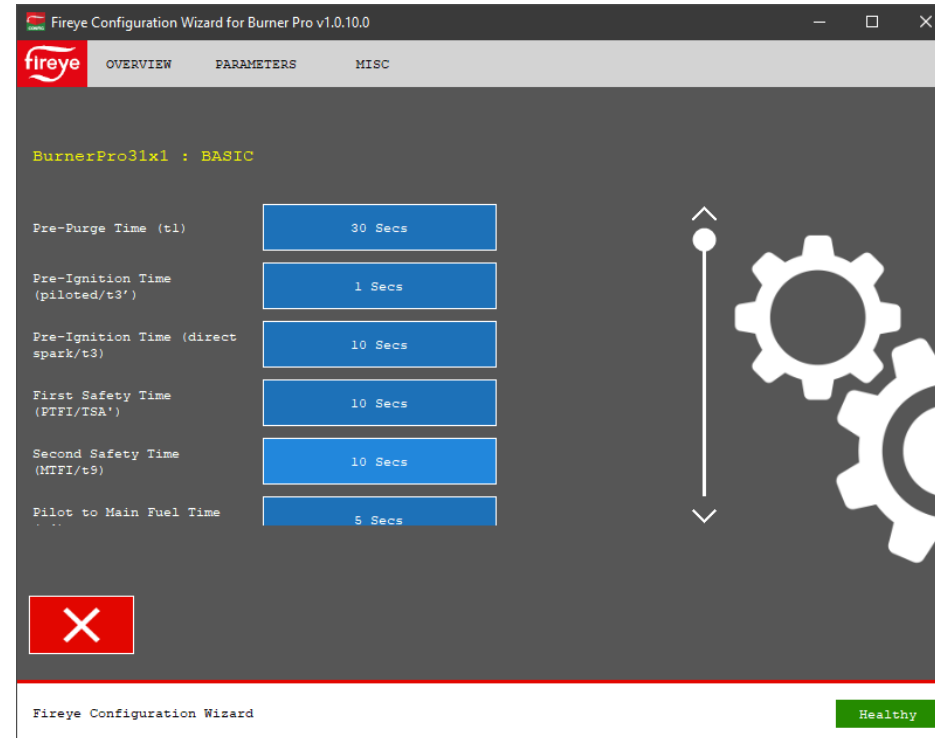 Fireye Configuration Wizard for Burner Pro v1.0.10.0
fireye OVERVIEW PARAMETERS MISC
BurnerPro31x1 : BASIC
Pre-Purge Time (t1) 30 Secs
Pre-Ignition Time
(piloted/t3') 1 Secs
Pre-Ignition Time (direct
spark/t3) 10 Secs
First Safety Time
(PTFI/TSA') 10 Secs
Second Safety Time
(MTFI/t9) 10 Secs
Pilot to Main Fuel Time
5 Secs
Fireye Configuration Wizard
Healthy